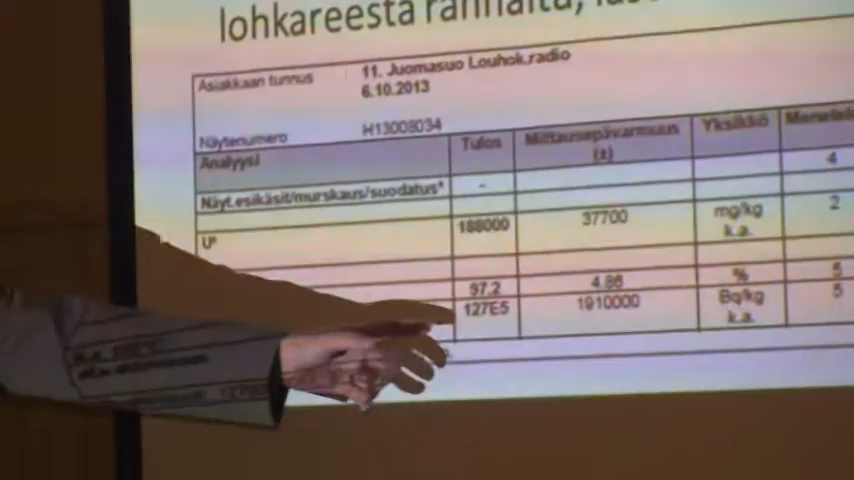 lohkareesta rannalta,
Asiakkaan tunnus 11. Juomasuo Louhok.radio
6.10.2013
Näytenumero H13008034
Analyysi Tulos Mittausepävarmuus (±) Yksikkö
Näyt.esikäsit/murskaus/suodatus* - 4
U* 188000 37700 mg/kg k.a. 2
97.2 4.86 % 5
127E5 1910000 Bq/kg k.a. 5